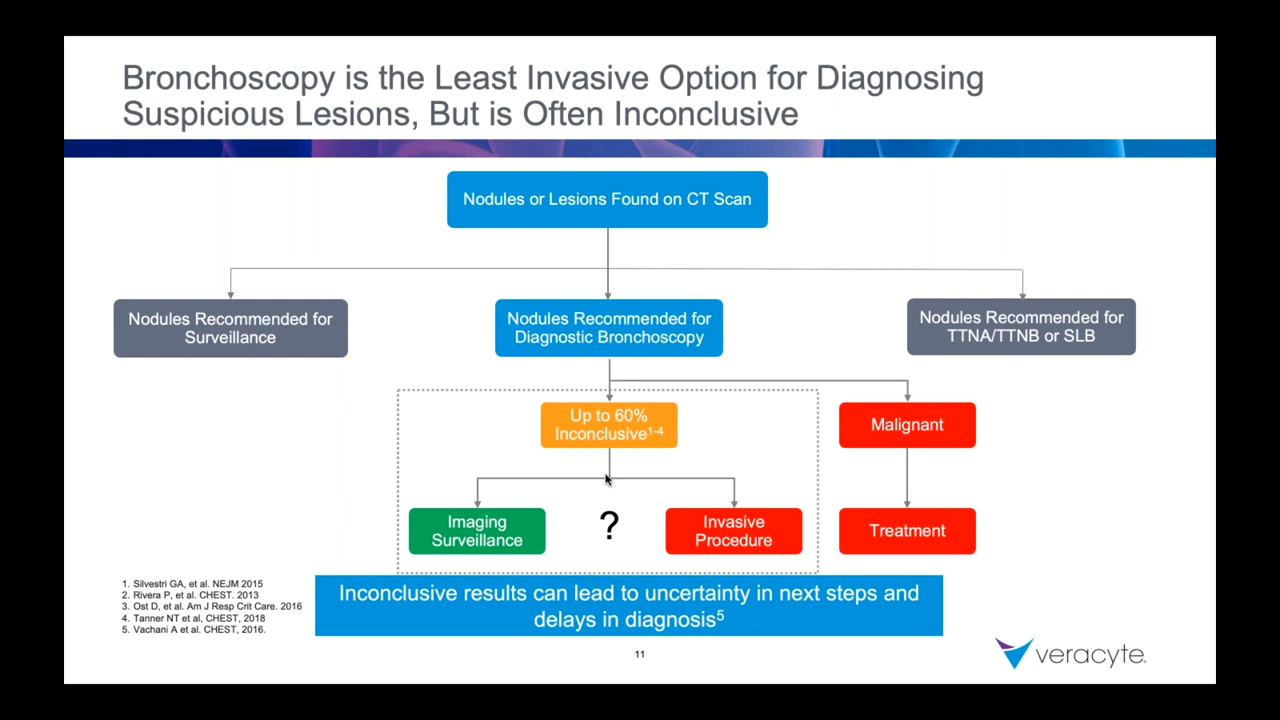 Bronchoscopy is the Least Invasive Option for Diagnosing
Suspicious Lesions, But is Often Inconclusive
Nodules or Lesions Found on CT Scan
Nodules Recommended for
Surveillance
Nodules Recommended for
Diagnostic Bronchoscopy
Nodules Recommended for
TTNA/TTNB or SLB
Up to 60%
Inconclusive1-4
Malignant
Imaging
Surveillance
?
Invasive
Procedure
Treatment
1. Silvestri GA, et al. NEJM 2015
2. Rivera P, et al. CHEST. 2013
3. Ost D, et al. Am J Resp Crit Care. 2016
4. Tanner NT et al, CHEST, 2018
5. Vachani A et al. CHEST, 2016.
Inconclusive results can lead to uncertainty in next steps and
delays in diagnosis5
11
veracyte.